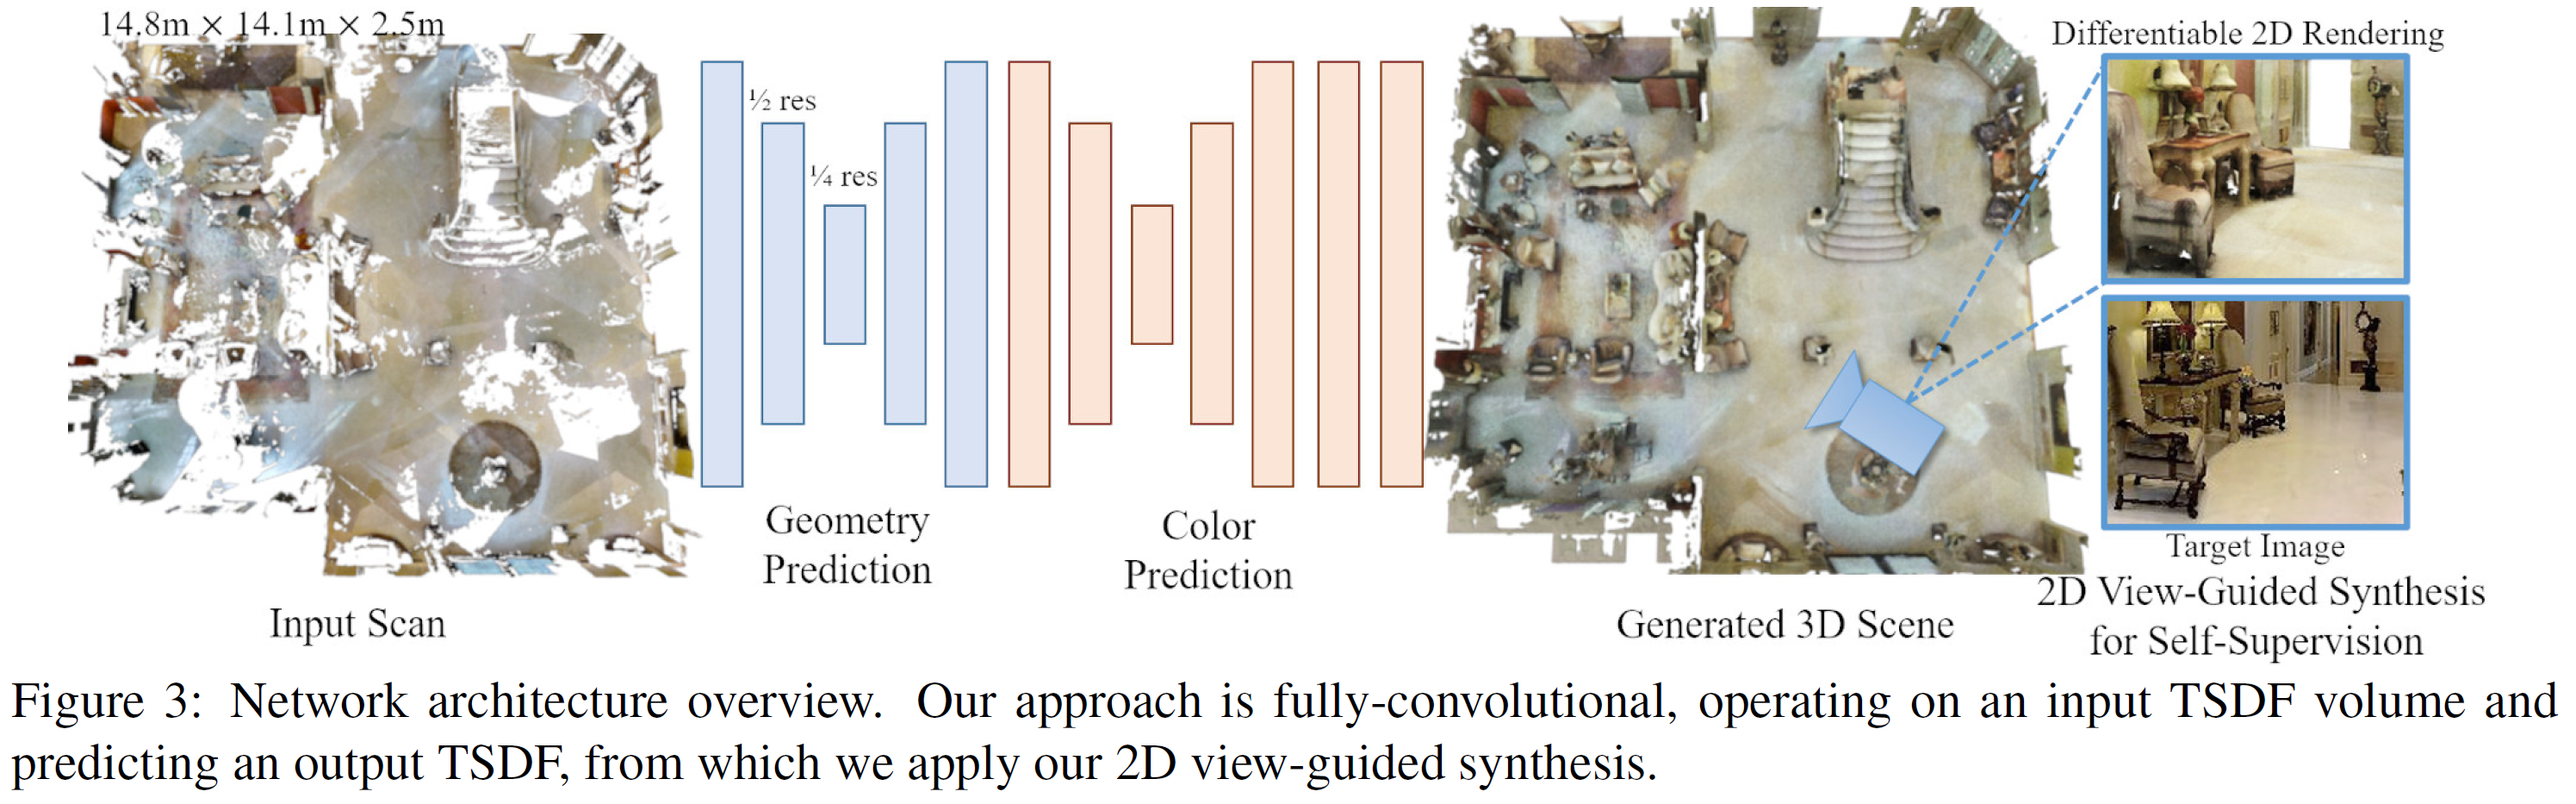 14.8m × 14.1m × 2.5m
½ res
¼ res
Geometry
Prediction
Color
Prediction
Input Scan
Generated 3D Scene
Differentiable 2D Rendering
Target Image
2D View-Guided Synthesis
for Self-Supervision
Figure 3: Network architecture overview. Our approach is fully-convolutional, operating on an input TSDF volume and
predicting an output TSDF, from which we apply our 2D view-guided synthesis.